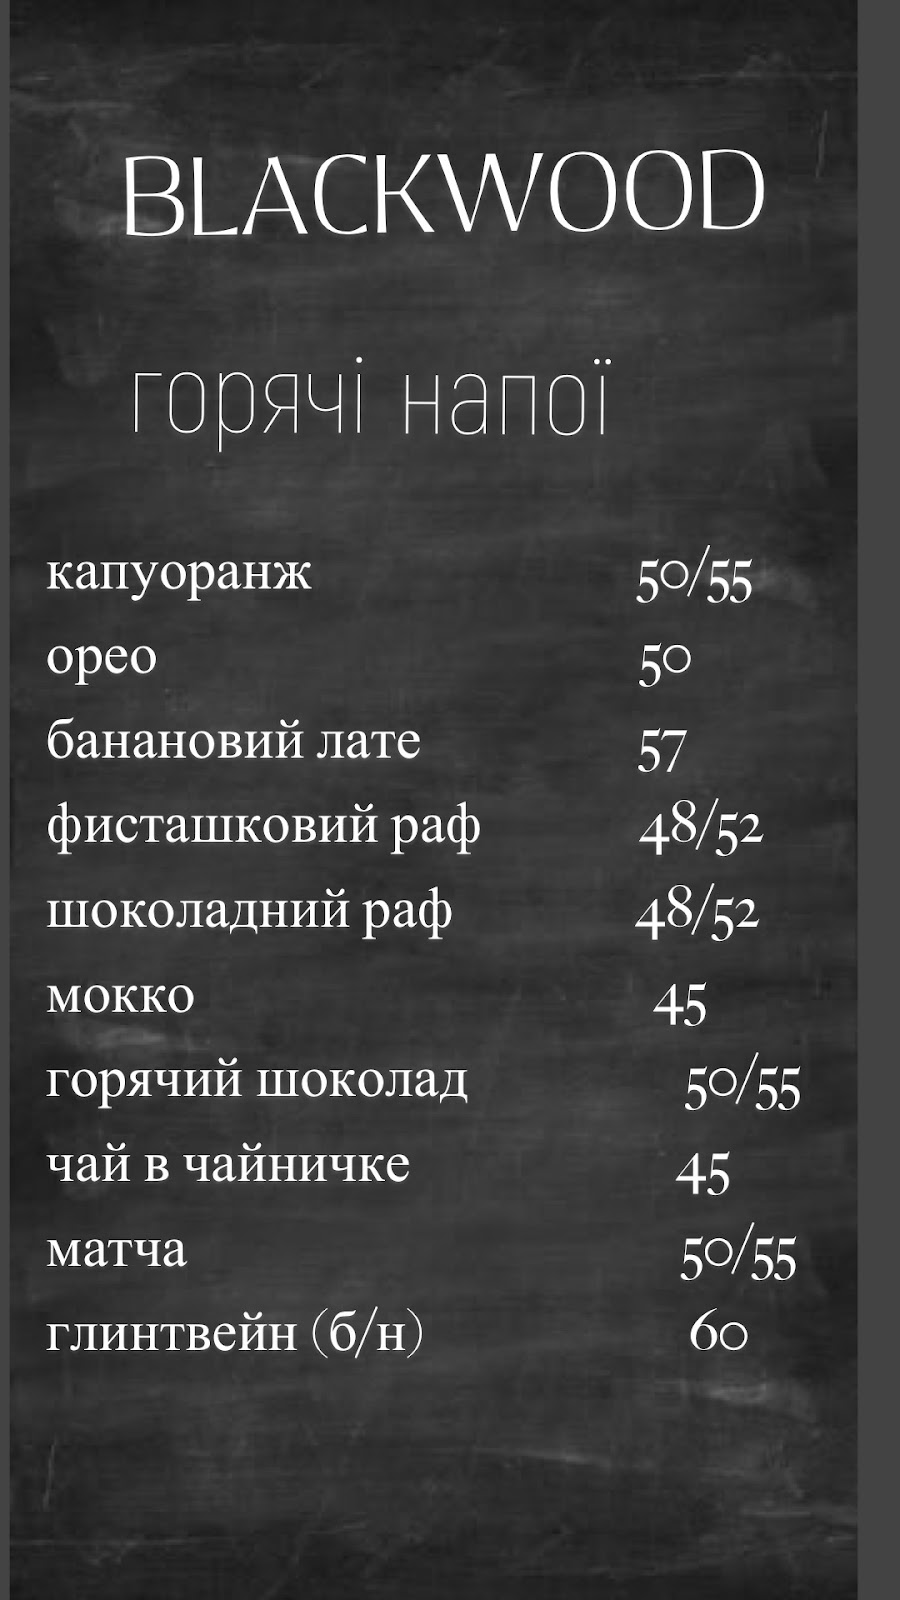 BLACKWOOD
горячі напої
капуоранж 50/55
орео 50
банановий лате 57
фисташковий раф 48/52
шоколадний раф 48/52
мокко 45
горячий шоколад 50/55
чай в чайничке 45
матча 50/55
глинтвейн (б/н) 60